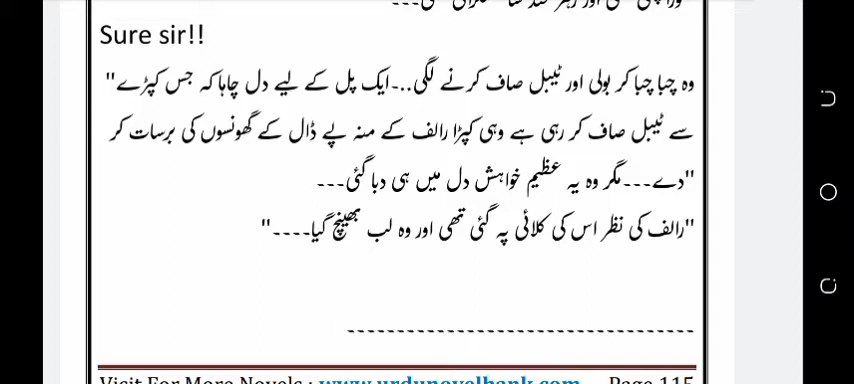 Sure sir!!
وہ چبا چبا کر بولی اور ٹیبل صاف کرنے لگی..۔ایک پل کے لیے دل چاہا کہ جس کپڑے"
سے ٹیبل صاف کر رہی ہے وہی کپڑا رالف کے منہ پے ڈال کے گھونسوں کی برسات کر
"دے۔۔۔مگر وہ یہ عظیم خواہش دل میں ہی دبا گئی۔۔۔
"رالف کی نظر اس کی کلائی پہ گئی تھی اور وہ لب بھینچ گیا۔۔۔۔"
--------------------------------
Visit For More Novels : www.urdunovelbank.com Page 115